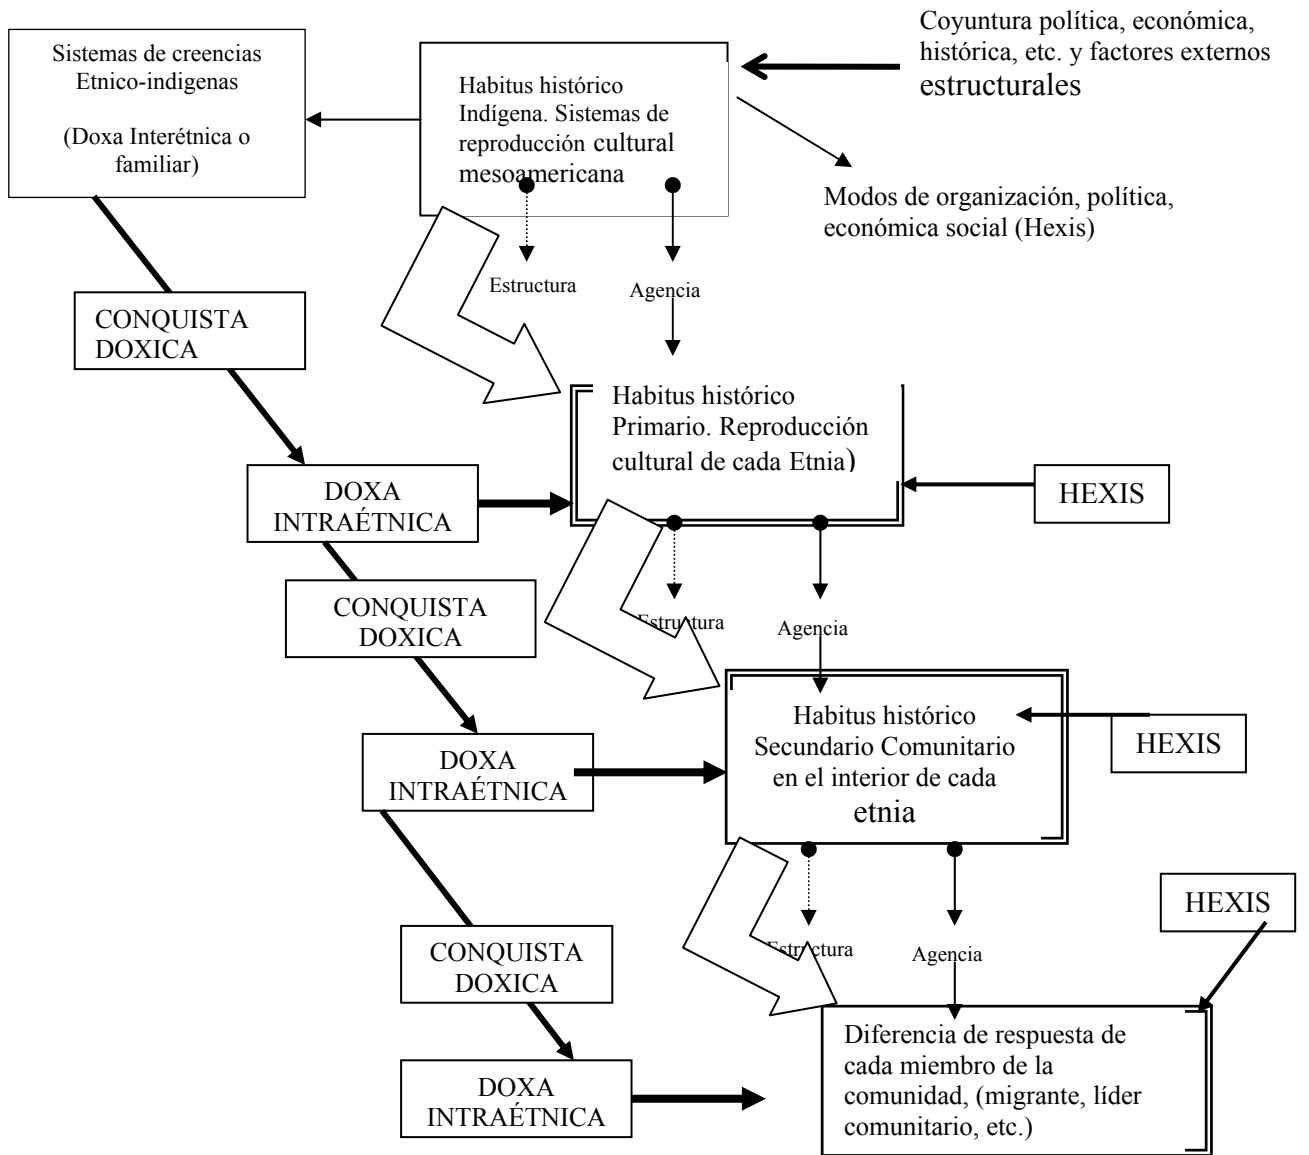 Coyuntura política, económica,
histórica, etc. y factores externos
estructurales
Sistemas de creencias
Etnico-indigenas
(Doxa Interétnica o
familiar)
Habitus histórico
Indígena. Sistemas de
reproducción cultural
mesoamericana
Modos de organización, política,
económica social (Hexis)
Estructura
Agencia
CONQUISTA
DOXICA
Habitus histórico
Primario. Reproducción
cultural de cada Etnia)
HEXIS
DOXA
INTRAÉTNICA
CONQUISTA
DOXICA
Estructura
Agencia
Habitus histórico
Secundario Comunitario
en el interior de cada
etnia
HEXIS
DOXA
INTRAÉTNICA
HEXIS
CONQUISTA
DOXICA
Estructura
Agencia
Diferencia de respuesta de
cada miembro de la
comunidad, (migrante, líder
comunitario, etc.)
DOXA
INTRAÉTNICA